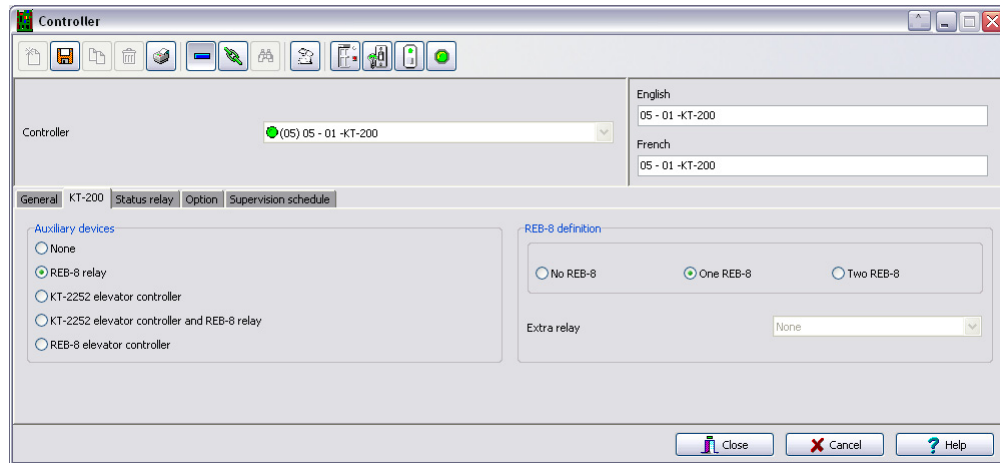 Controller
English
05 - 01 -KT-200
Controller
(05) 05 - 01 -KT-200
French
05 - 01 -KT-200
General KT-200 Status relay Option Supervision schedule
Auxiliary devices
None
REB-8 relay
KT-2252 elevator controller
KT-2252 elevator controller and REB-8 relay
REB-8 elevator controller
REB-8 definition
No REB-8 One REB-8 Two REB-8
Extra relay None
Close Cancel ? Help